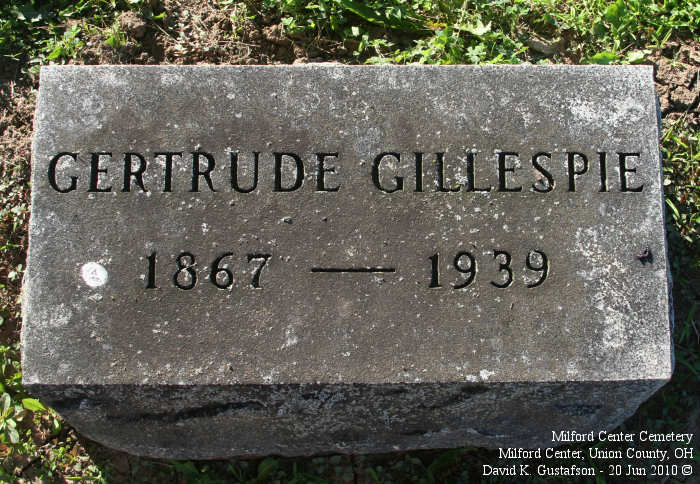 GERTRUDE GILLESPIE
1867 — 1939
Milford Center Cemetery
Milford Center, Union County, OH
David K. Gustafson - 20 Jun 2010 ©